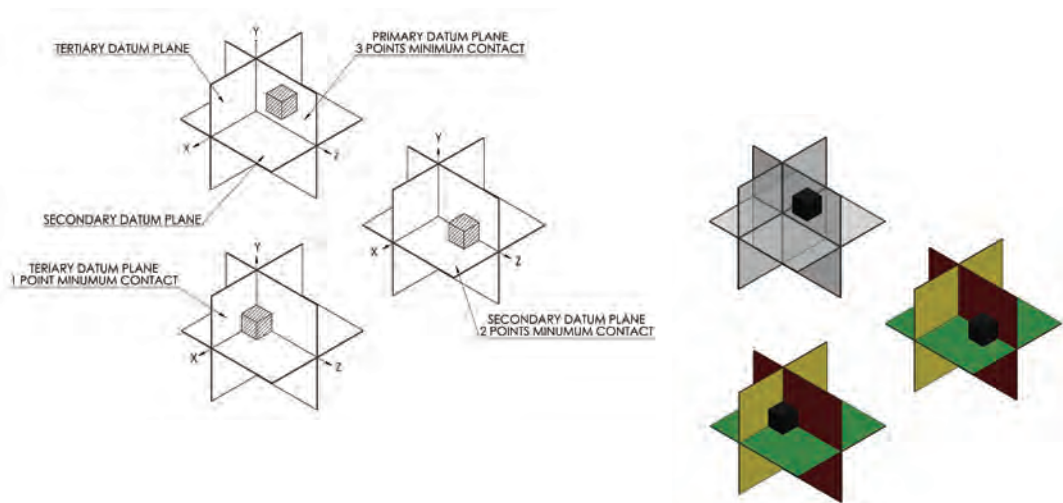 Y
TERTIARY DATUM PLANE
PRIMARY DATUM PLANE
3 POINTS MINIMUM CONTACT
X
Z
SECONDARY DATUM PLANE
Y
X
Z
SECONDARY DATUM PLANE
2 POINTS MINUMUM CONTACT
TERIARY DATUM PLANE
1 POINT MINUMUM CONTACT
Y
X
Z